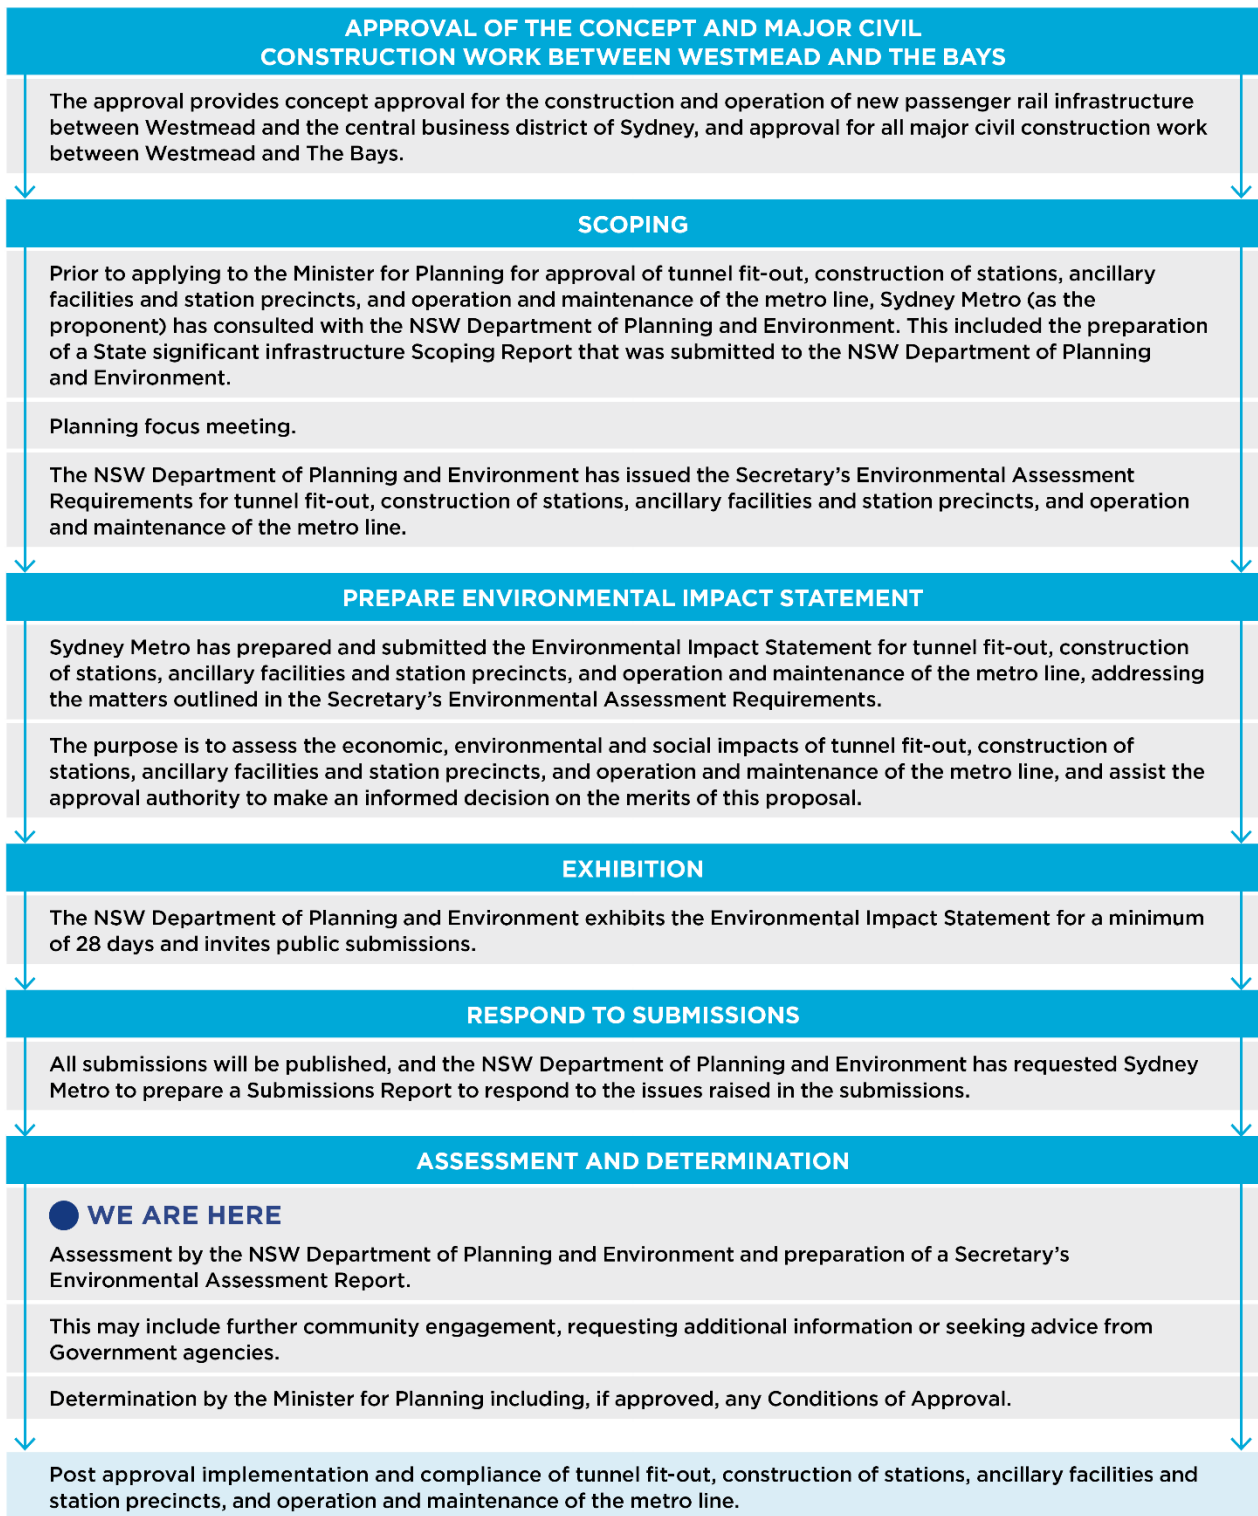 APPROVAL OF THE CONCEPT AND MAJOR CIVIL
CONSTRUCTION WORK BETWEEN WESTMEAD AND THE BAYS
The approval provides concept approval for the construction and operation of new passenger rail infrastructure
between Westmead and the central business district of Sydney, and approval for all major civil construction work
between Westmead and The Bays.
SCOPING
Prior to applying to the Minister for Planning for approval of tunnel fit-out, construction of stations, ancillary
facilities and station precincts, and operation and maintenance of the metro line, Sydney Metro (as the
proponent) has consulted with the NSW Department of Planning and Environment. This included the preparation
of a State significant infrastructure Scoping Report that was submitted to the NSW Department of Planning
and Environment.
Planning focus meeting.
The NSW Department of Planning and Environment has issued the Secretary’s Environmental Assessment
Requirements for tunnel fit-out, construction of stations, ancillary facilities and station precincts, and operation
and maintenance of the metro line.
PREPARE ENVIRONMENTAL IMPACT STATEMENT
Sydney Metro has prepared and submitted the Environmental Impact Statement for tunnel fit-out, construction
of stations, ancillary facilities and station precincts, and operation and maintenance of the metro line, addressing
the matters outlined in the Secretary’s Environmental Assessment Requirements.
The purpose is to assess the economic, environmental and social impacts of tunnel fit-out, construction of
stations, ancillary facilities and station precincts, and operation and maintenance of the metro line, and assist the
approval authority to make an informed decision on the merits of this proposal.
EXHIBITION
The NSW Department of Planning and Environment exhibits the Environmental Impact Statement for a minimum
of 28 days and invites public submissions.
RESPOND TO SUBMISSIONS
All submissions will be published, and the NSW Department of Planning and Environment has requested Sydney
Metro to prepare a Submissions Report to respond to the issues raised in the submissions.
ASSESSMENT AND DETERMINATION
WE ARE HERE
Assessment by the NSW Department of Planning and Environment and preparation of a Secretary’s
Environmental Assessment Report.
This may include further community engagement, requesting additional information or seeking advice from
Government agencies.
Determination by the Minister for Planning including, if approved, any Conditions of Approval.
Post approval implementation and compliance of tunnel fit-out, construction of stations, ancillary facilities and
station precincts, and operation and maintenance of the metro line.